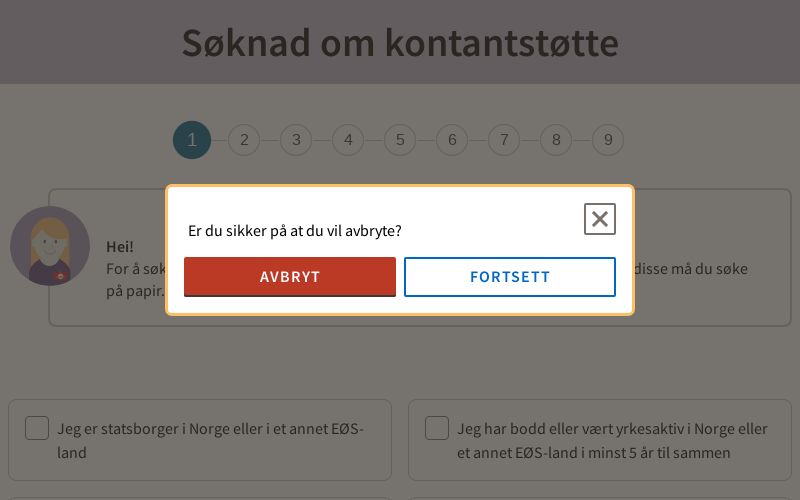 Søknad om kontantstøtte
1 2 3 4 5 6 7 8 9
Er du sikker på at du vil avbryte?
AVBRYT
FORTSETT
Hei!
For å søk disse må du søke
på papir.
Jeg er statsborger i Norge eller i et annet EØS-
land
Jeg har bodd eller vært yrkesaktiv i Norge eller
et annet EØS-land i minst 5 år til sammen